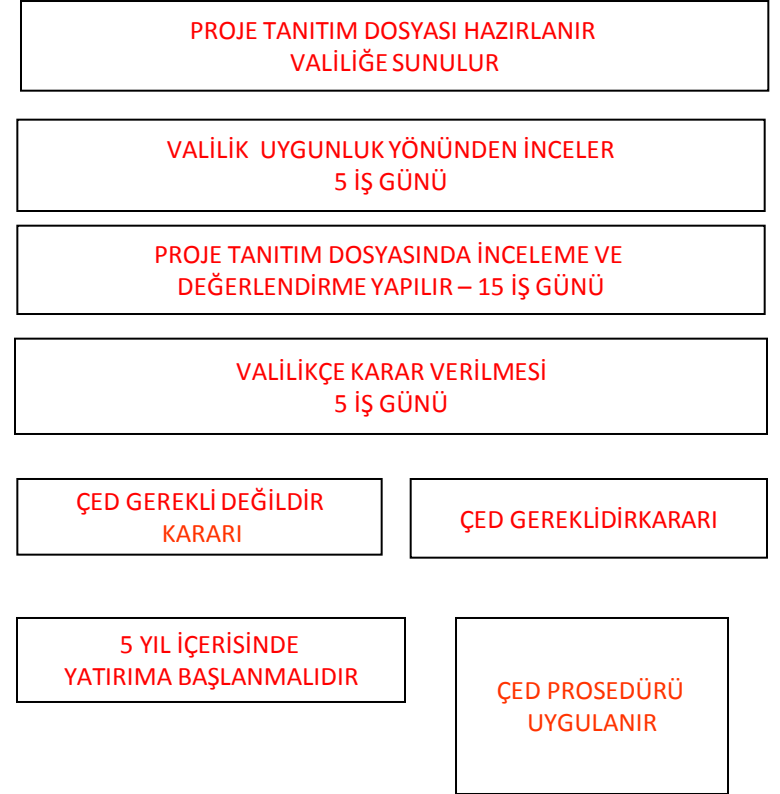 PROJE TANITIM DOSYASI HAZIRLANIR
VALİLİĞE SUNULUR
VALİLİK UYGUNLUK YÖNÜNDEN İNCELER
5 İŞ GÜNÜ
PROJE TANITIM DOSYASINDA İNCELEME VE
DEĞERLENDİRME YAPILIR – 15 İŞ GÜNÜ
VALİLİKÇE KARAR VERİLMESİ
5 İŞ GÜNÜ
ÇED GEREKLİ DEĞİLDİR
KARARI
ÇED GEREKLİDİRKARARI
5 YIL İÇERİSİNDE
YATIRIMA BAŞLANMALIDIR
ÇED PROSEDÜRÜ
UYGULANIR